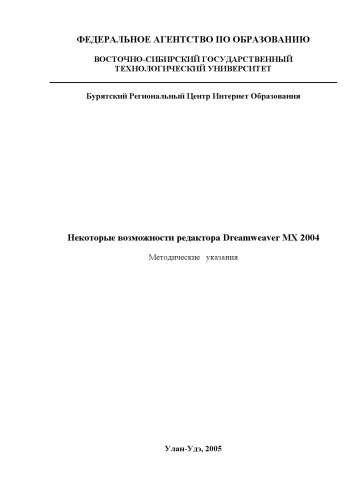 ФЕДЕРАЛЬНОЕ АГЕНТСТВО ПО ОБРАЗОВАНИЮ
ВОСТОЧНО-СИБИРСКИЙ ГОСУДАРСТВЕННЫЙ
ТЕХНОЛОГИЧЕСКИЙ УНИВЕРСИТЕТ
Бурятский Региональный Центр Интернет Образования
Некоторые возможности редактора Dreamweaver MX 2004
Методические указания
Улан-Удэ, 2005